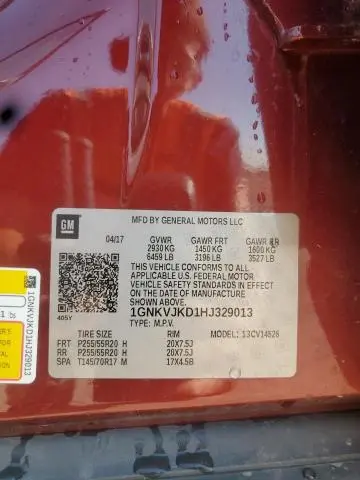 GM
MFD BY GENERAL MOTORS LLC
04/17 GVWR GAWR FRT GAWR RR
2930 KG 1450 KG 1600 KG
6459 LB 3196 LB 3527 LB
THIS VEHICLE CONFORMS TO ALL
APPLICABLE U.S. FEDERAL MOTOR
VEHICLE SAFETY STANDARDS IN
EFFECT ON THE DATE OF
MANUFACTURE SHOWN ABOVE.
405Y
1GNKVJKD1HJ329013
TYPE: M.P.V.
TIRE SIZE RIM MODEL: 13CV14526
FRT P255/55R20 H 20X7.5J
RR P255/55R20 H 20X7.5J
SPA T145/70R17 M 17X4.5B
1GNKVJKD1HJ329013